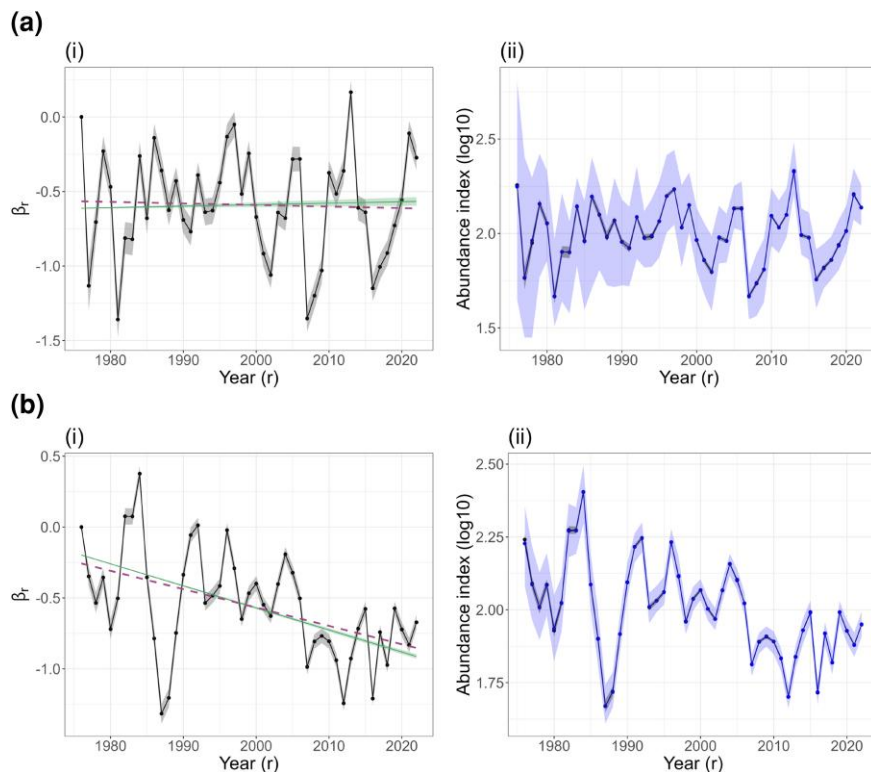 (a)
(i)
(ii)
0.0
-0.5
-1.0
-1.5
βr
1980 1990 2000 2010 2020
Year (r)
2.5
2.0
1.5
Abundance index (log10)
1980 1990 2000 2010 2020
Year (r)
(b)
(i)
(ii)
0.5
0.0
-0.5
-1.0
βr
1980 1990 2000 2010 2020
Year (r)
2.50
2.25
2.00
1.75
Abundance index (log10)
1980 1990 2000 2010 2020
Year (r)